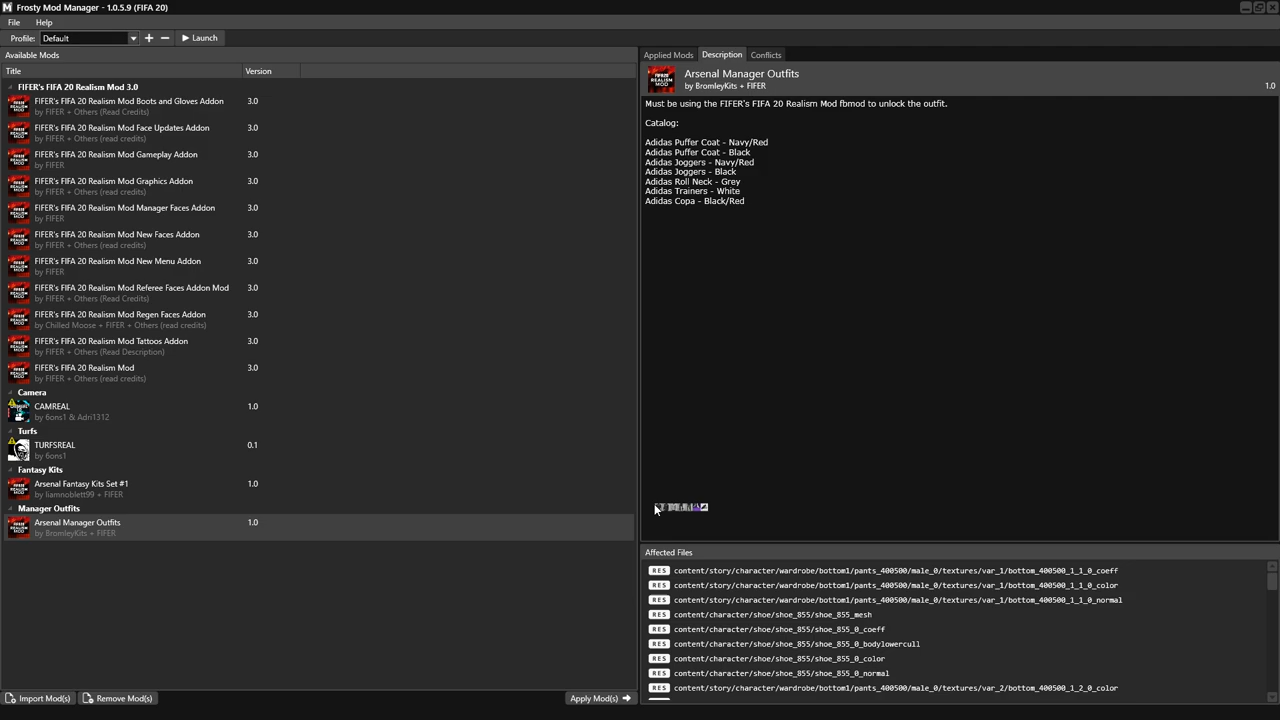 Frosty Mod Manager - 1.0.5.9 (FIFA 20)
File Help
Profile: Default Launch
Available Mods
Title Version
FIFER's FIFA 20 Realism Mod 3.0
FIFER's FIFA 20 Realism Mod Boots and Gloves Addon 3.0
by FIFER + Others (Read Credits)
FIFER's FIFA 20 Realism Mod Face Updates Addon 3.0
by FIFER + Others (read credits)
FIFER's FIFA 20 Realism Mod Gameplay Addon 3.0
by FIFER
FIFER's FIFA 20 Realism Mod Graphics Addon 3.0
by FIFER + Others (read credits)
FIFER's FIFA 20 Realism Mod Manager Faces Addon 3.0
by FIFER
FIFER's FIFA 20 Realism Mod New Faces Addon 3.0
by FIFER + Others (read credits)
FIFER's FIFA 20 Realism Mod New Menu Addon 3.0
by FIFER
FIFER's FIFA 20 Realism Mod Referee Faces Addon Mod 3.0
by FIFER + Others (Read Credits)
FIFER's FIFA 20 Realism Mod Regen Faces Addon 3.0
by Chilled Moose + FIFER + Others (read credits)
FIFER's FIFA 20 Realism Mod Tattoos Addon 3.0
by FIFER + Others (Read Description)
FIFER's FIFA 20 Realism Mod 3.0
by FIFER + Others (read credits)
Camera
CAMREAL 1.0
by 6ons1 & Adri1312
Turfs
TURFSREAL 0.1
by 6ons1
Fantasy Kits
Arsenal Fantasy Kits Set #1 1.0
by liamnoblett99 + FIFER
Manager Outfits
Arsenal Manager Outfits 1.0
by BromleyKits + FIFER
Import Mod(s) Remove Mod(s) Apply Mod(s)
Applied Mods Description Conflicts
Arsenal Manager Outfits
by BromleyKits + FIFER 1.0
Must be using the FIFER's FIFA 20 Realism Mod fbmod to unlock the outfit.
Catalog:
Adidas Puffer Coat - Navy/Red
Adidas Puffer Coat - Black
Adidas Joggers - Navy/Red
Adidas Joggers - Black
Adidas Roll Neck - Grey
Adidas Trainers - White
Adidas Copa - Black/Red
Affected Files
RES content/story/character/wardrobe/bottom1/pants_400500/male_0/textures/var_1/bottom_400500_1_1_0_coeff
RES content/story/character/wardrobe/bottom1/pants_400500/male_0/textures/var_1/bottom_400500_1_1_0_color
RES content/story/character/wardrobe/bottom1/pants_400500/male_0/textures/var_1/bottom_400500_1_1_0_normal
RES content/character/shoe/shoe_855/shoe_855_mesh
RES content/character/shoe/shoe_855/shoe_855_0_coeff
RES content/character/shoe/shoe_855/shoe_855_0_bodylowercull
RES content/character/shoe/shoe_855/shoe_855_0_color
RES content/character/shoe/shoe_855/shoe_855_0_normal
RES content/story/character/wardrobe/bottom1/pants_400500/male_0/textures/var_2/bottom_400500_1_2_0_color